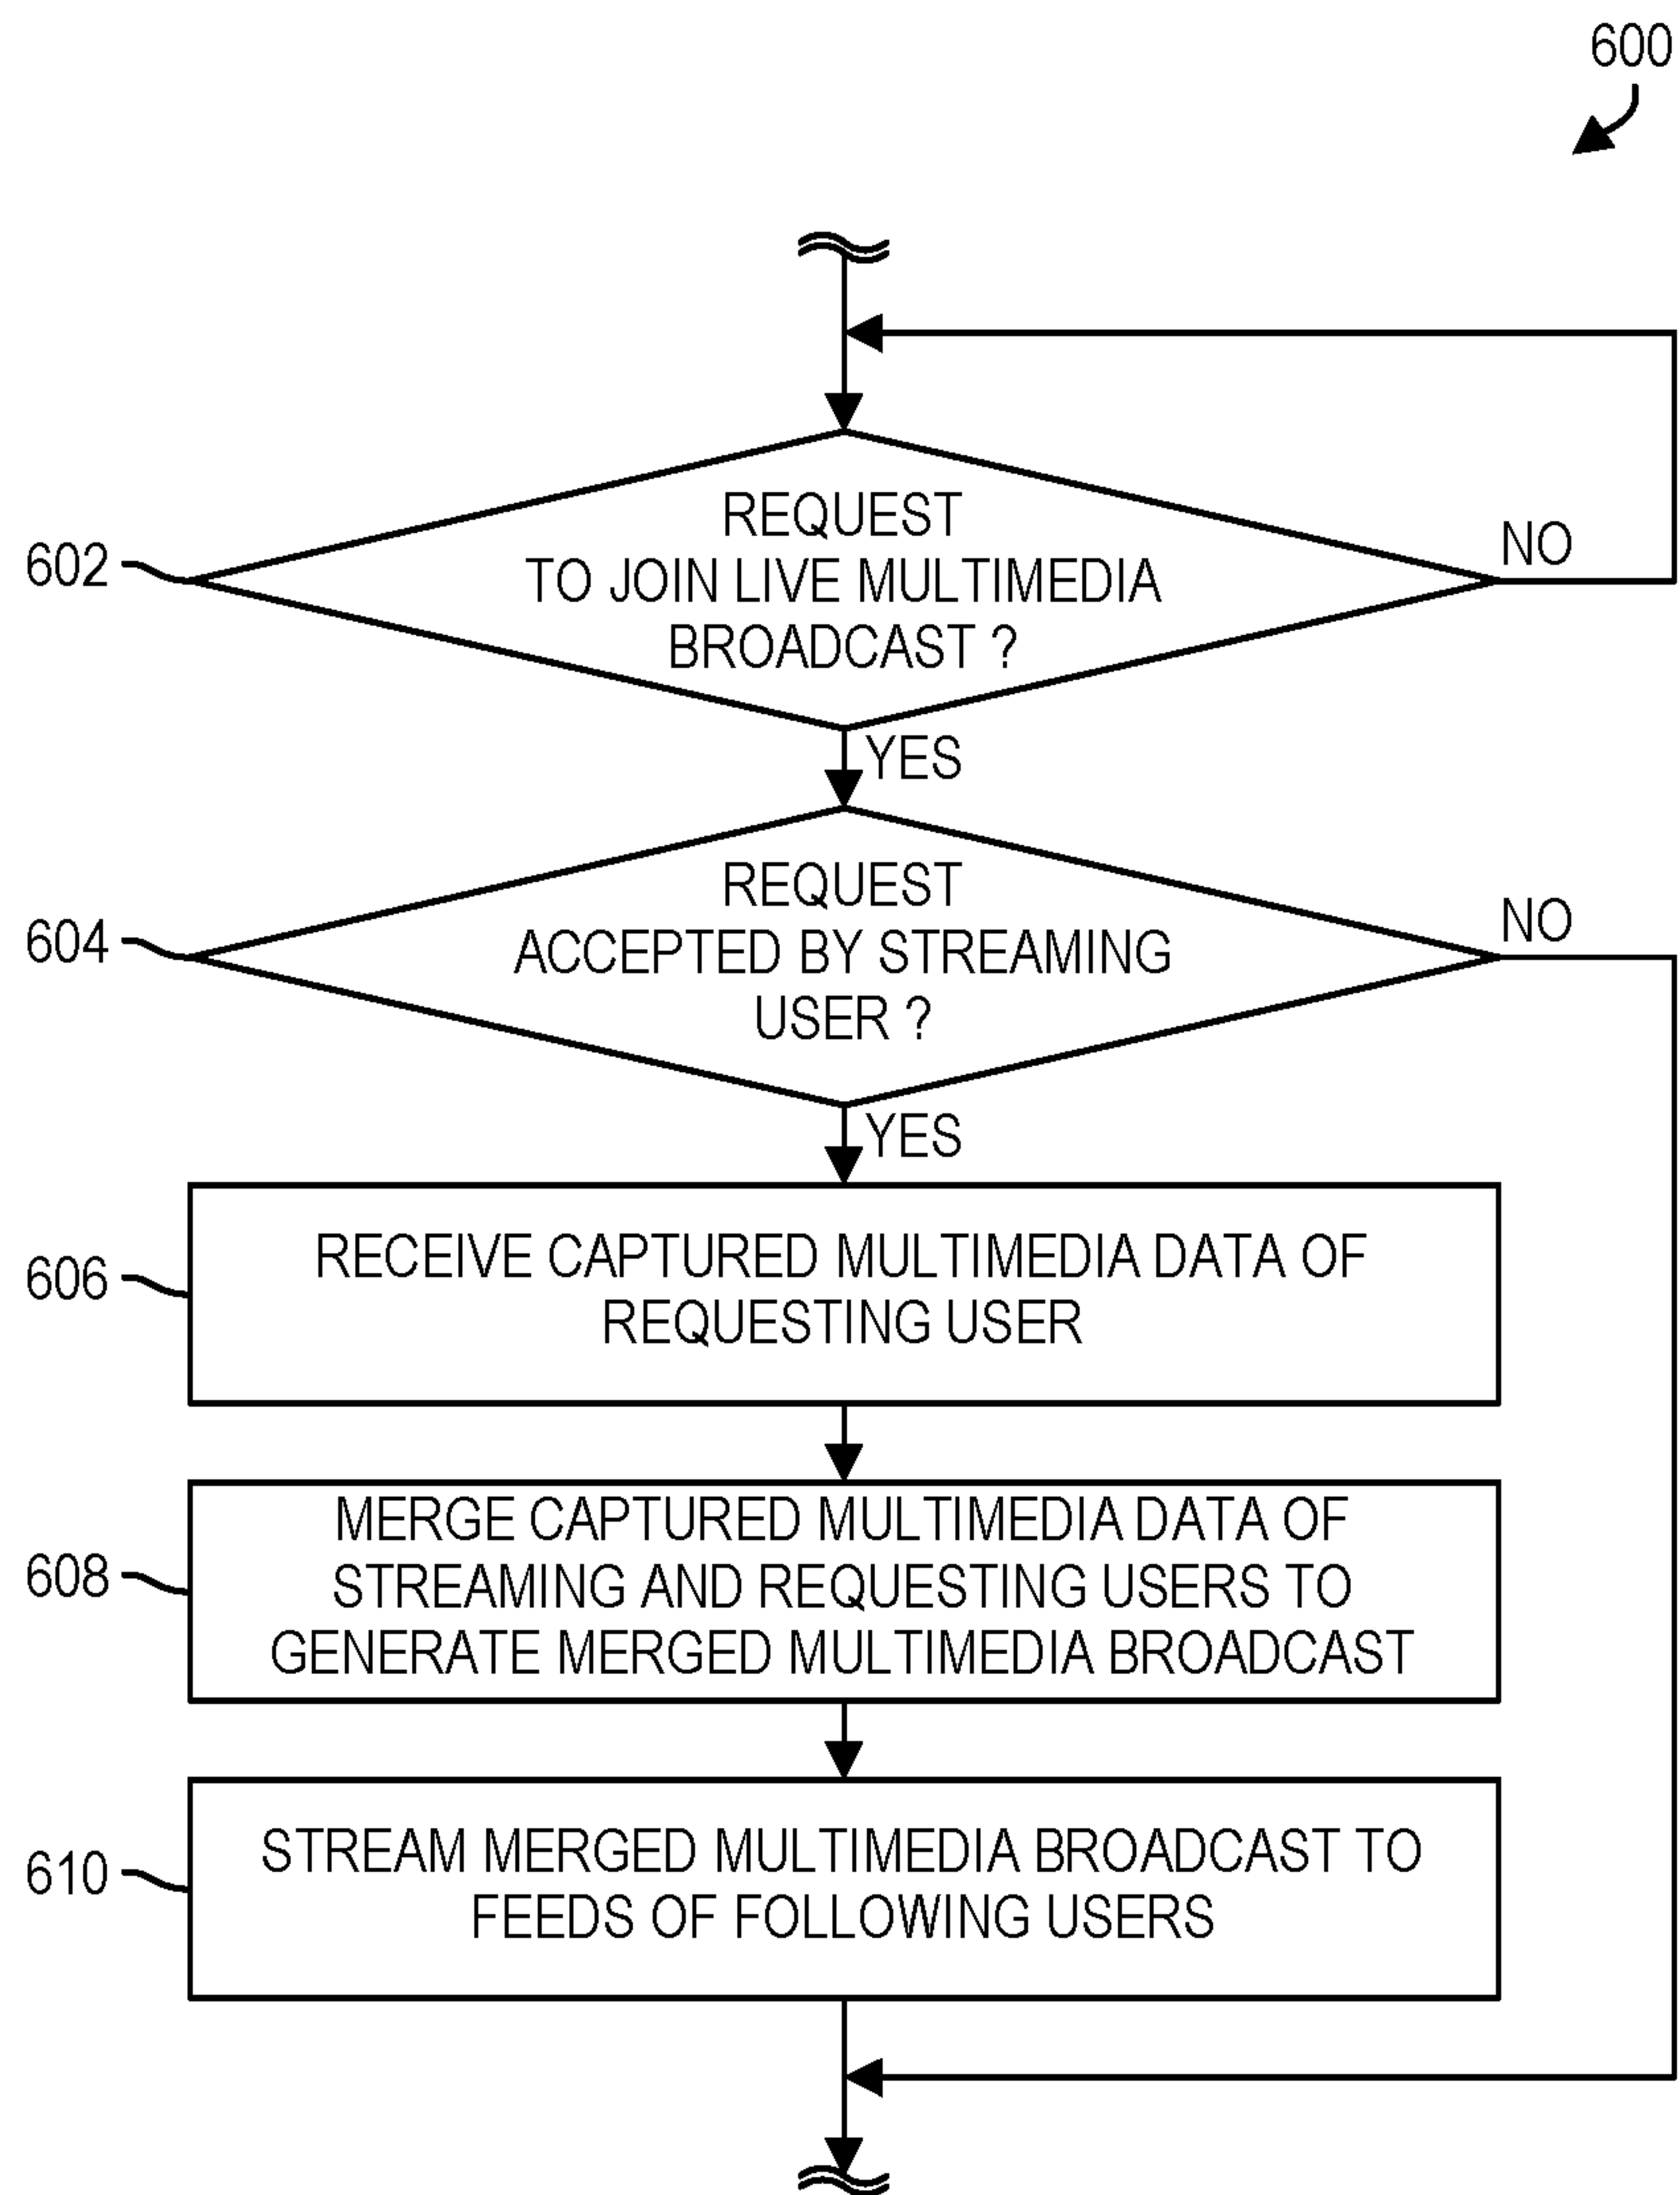 600
REQUEST
TO JOIN LIVE MULTIMEDIA
BROADCAST ?
NO
602
YES
REQUEST
ACCEPTED BY STREAMING
USER ?
NO
604
YES
RECEIVE CAPTURED MULTIMEDIA DATA OF
REQUESTING USER
606
MERGE CAPTURED MULTIMEDIA DATA OF
STREAMING AND REQUESTING USERS TO
GENERATE MERGED MULTIMEDIA BROADCAST
608
STREAM MERGED MULTIMEDIA BROADCAST TO
FEEDS OF FOLLOWING USERS
610